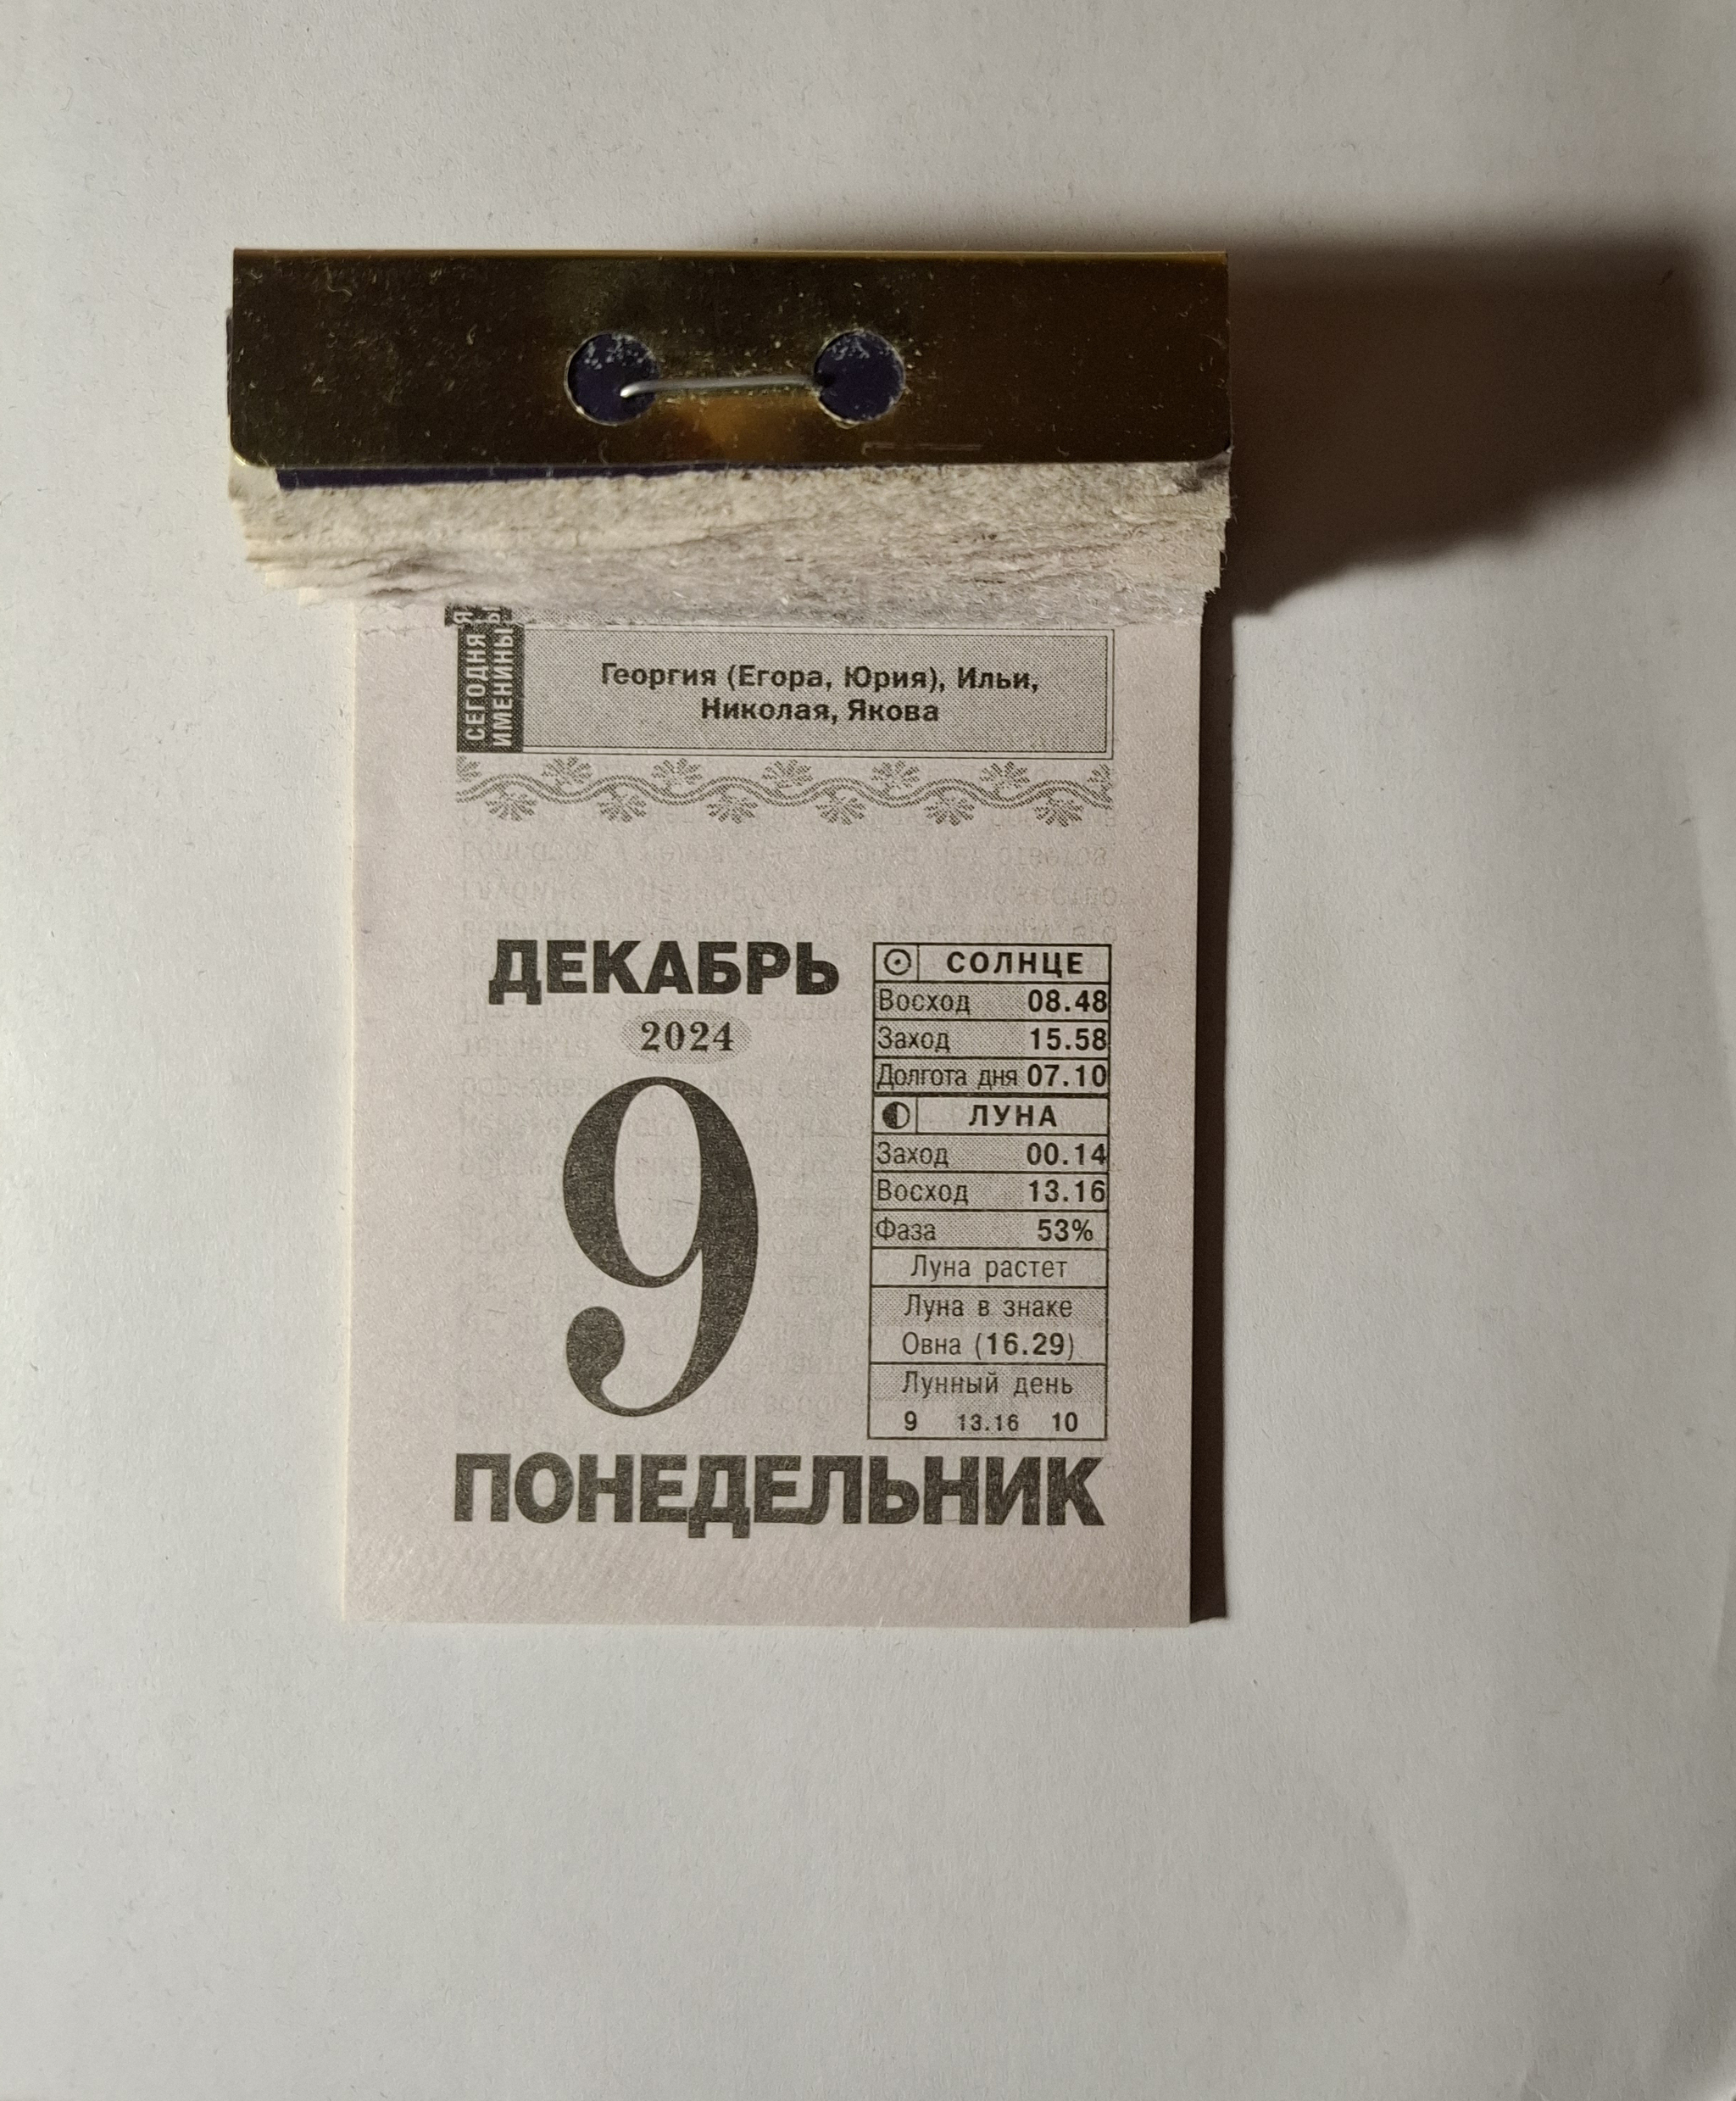 СЕГОДНЯ
ИМЕНИНЫ
Георгия (Егора, Юрия), Ильи,
Николая, Якова
ДЕКАБРЬ
2024
9
ПОНЕДЕЛЬНИК
СОЛНЦЕ
Восход 08.48
Заход 15.58
Долгота дня 07.10
ЛУНА
Заход 00.14
Восход 13.16
Фаза 53%
Луна растет
Луна в знаке
Овна (16.29)
Лунный день
9 13.16 10